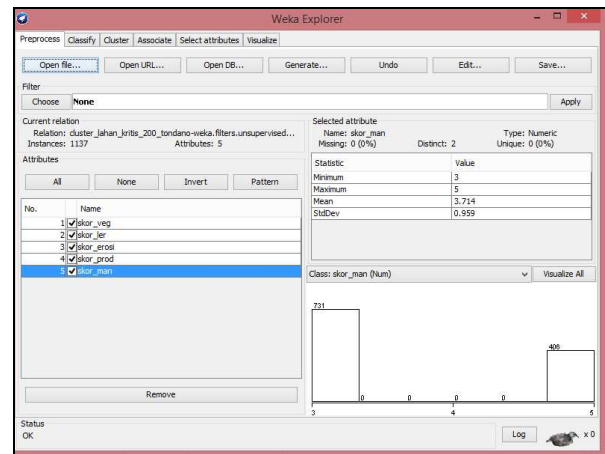 Weka Explorer
Preprocess Classify Cluster Associate Select attributes Visualize
Open file... Open URL... Open DB... Generate... Undo Edit... Save...
Filter
Choose None Apply
Current relation
Relation: cluster_lahan_kritis_200_tondano-weka.filters.unsupervised...
Instances: 1137 Attributes: 5
Attributes
All None Invert Pattern
No. Name
1 skor_veg
2 skor_ler
3 skor_erosi
4 skor_prod
5 skor_man
Remove
Selected attribute
Name: skor_man Type: Numeric
Missing: 0 (0%) Distinct: 2 Unique: 0 (0%)
Statistic Value
Minimum 3
Maximum 5
Mean 3.714
StdDev 0.959
Class: skor_man (Num) Visualize All
731
406
0 0 0 0
3 4 5
Status
OK Log x 0